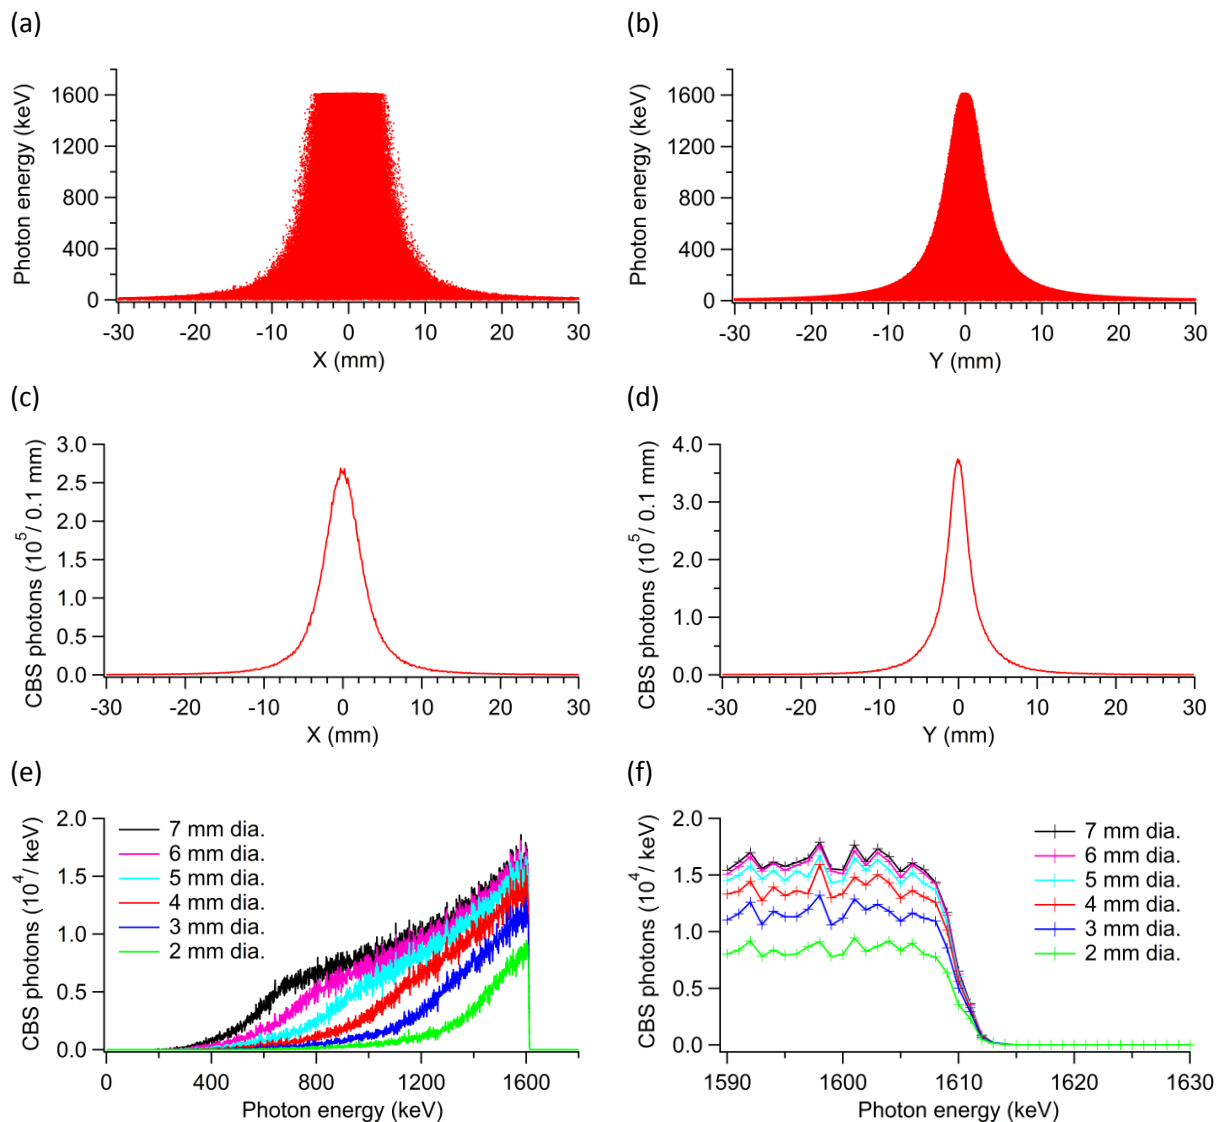 (a)
Photon energy (keV)
1600
1200
800
400
0
-30
-20
-10
0
10
20
30
X (mm)
(b)
Photon energy (keV)
1600
1200
800
400
0
-30
-20
-10
0
10
20
30
Y (mm)
(c)
CBS photons (10^5/ 0.1 mm)
3.0
2.5
2.0
1.5
1.0
0.5
0.0
-30
-20
-10
0
10
20
30
X (mm)
(d)
CBS photons (10^5/ 0.1 mm)
4.0
3.0
2.0
1.0
0.0
-30
-20
-10
0
10
20
30
Y (mm)
(e)
CBS photons (10^4/ keV)
2.0
1.5
1.0
0.5
0.0
7 mm dia.
6 mm dia.
5 mm dia.
4 mm dia.
3 mm dia.
2 mm dia.
0
400
800
1200
1600
Photon energy (keV)
(f)
CBS photons (10^4/ keV)
2.0
1.5
1.0
0.5
0.0
7 mm dia.
6 mm dia.
5 mm dia.
4 mm dia.
3 mm dia.
2 mm dia.
1590
1600
1610
1620
1630
Photon energy (keV)